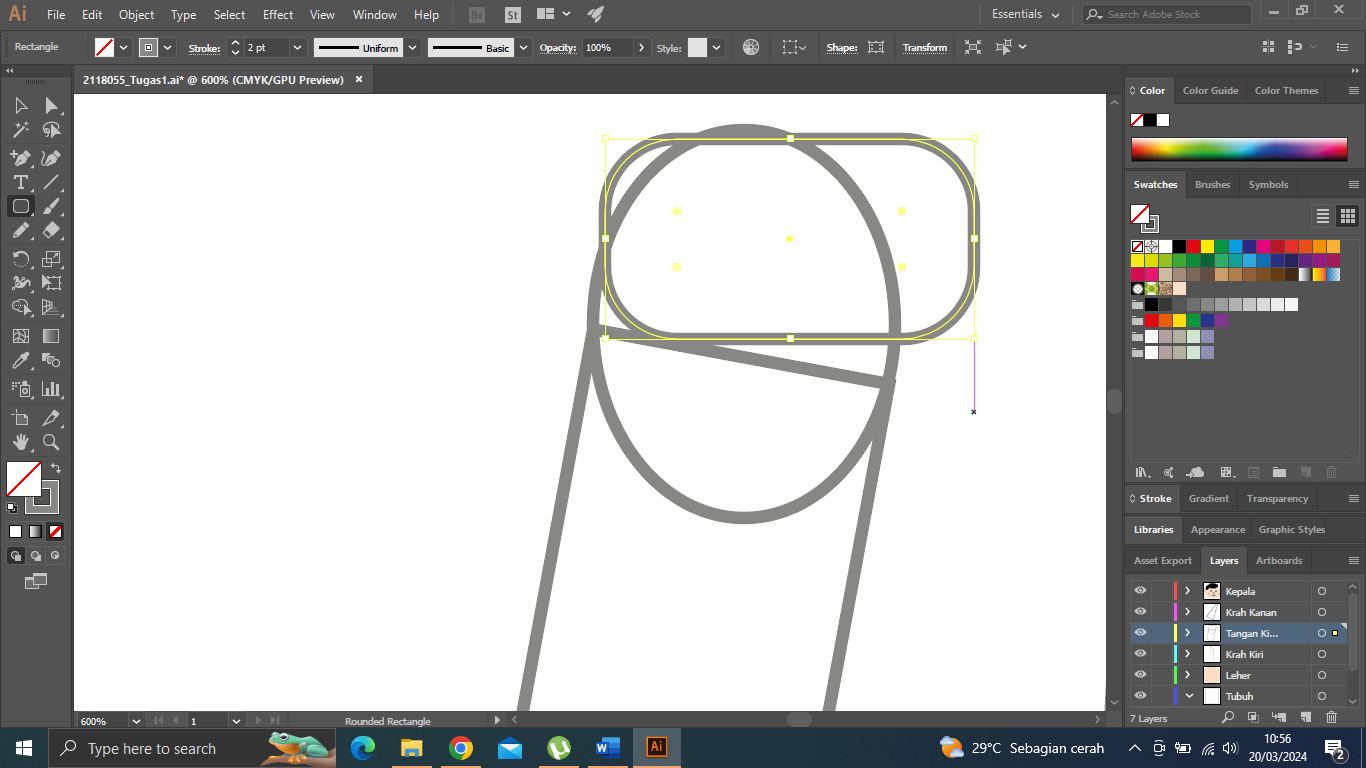 Ai File Edit Object Type Select Effect View Window Help Br St Essentials Search Adobe Stock
Rectangle Stroke: 2 pt Uniform Basic Opacity: 100% Style: Shape: Transform
2118055_Tugas1.ai* @ 600% (CMYK/GPU Preview)
Color Color Guide Color Themes
Swatches Brushes Symbols
Stroke Gradient Transparency
Libraries Appearance Graphic Styles
Asset Export Layers Artboards
Kepala
Krah Kanan
Tangan Ki...
Krah Kiri
Leher
Tubuh
600% 1 Rounded Rectangle 7 Layers
Type here to search W Ai 29°C Sebagian cerah 10:56
20/03/2024 2